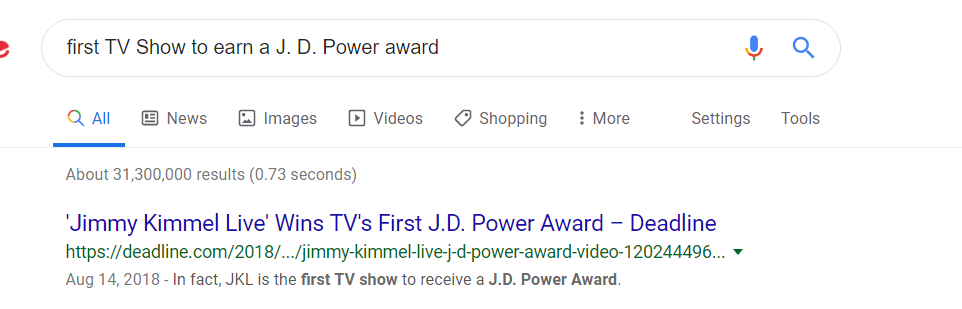 first TV Show to earn a J. D. Power award
All News Images Videos Shopping More Settings Tools
About 31,300,000 results (0.73 seconds)
'Jimmy Kimmel Live' Wins TV's First J.D. Power Award – Deadline
https://deadline.com/2018/.../jimmy-kimmel-live-j-d-power-award-video-120244496...
Aug 14, 2018 - In fact, JKL is the first TV show to receive a J.D. Power Award.